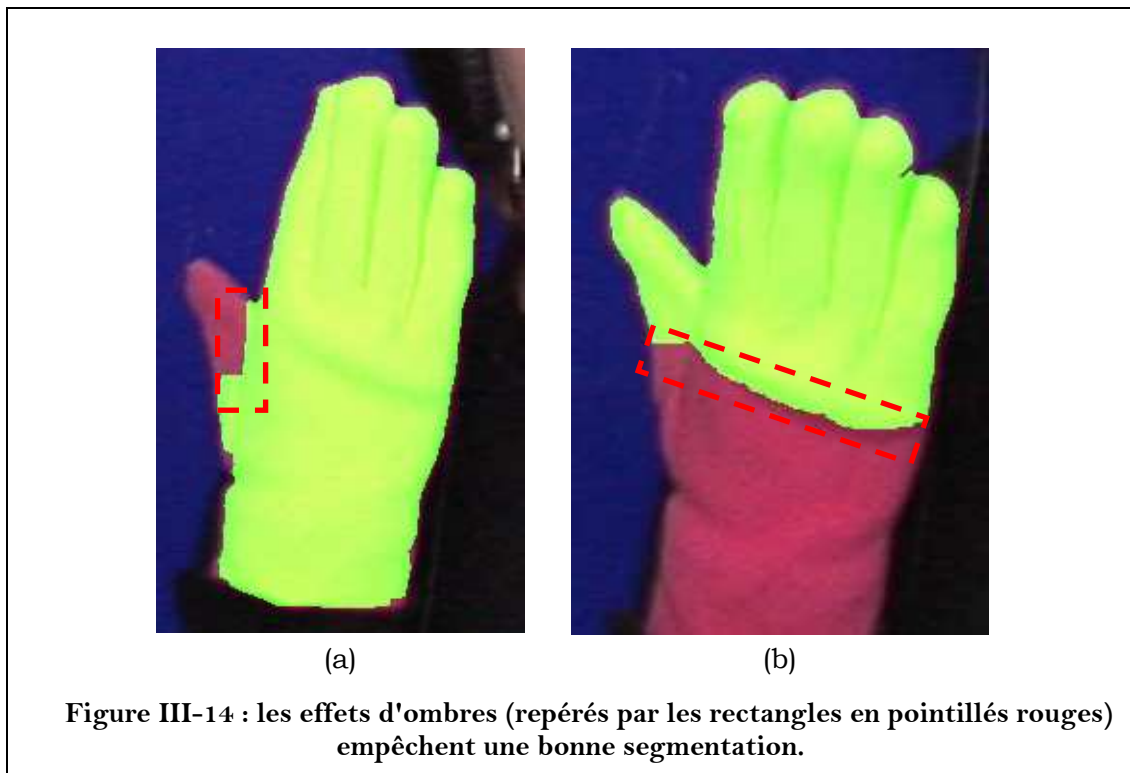 (a) (b)
Figure III-14 : les effets d'ombres (repérés par les rectangles en pointillés rouges)
empêchent une bonne segmentation.